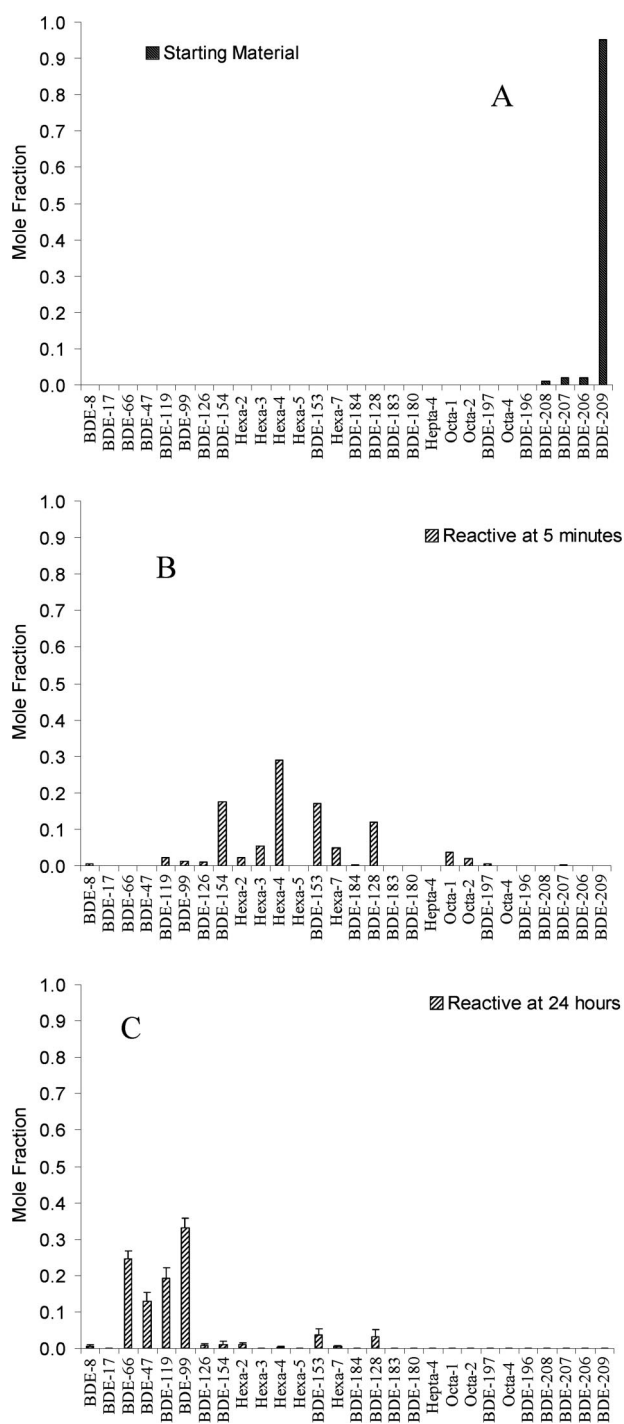 1.0
0.9
0.8
0.7
0.6
0.5
0.4
0.3
0.2
0.1
0.0
Mole Fraction
Starting Material
A
BDE-8
BDE-17
BDE-66
BDE-47
BDE-119
BDE-99
BDE-126
BDE-154
Hexa-2
Hexa-3
Hexa-4
Hexa-5
BDE-153
Hexa-7
BDE-184
BDE-128
BDE-183
BDE-180
Hepta-4
Octa-1
Octa-2
BDE-197
Octa-4
BDE-196
BDE-208
BDE-207
BDE-206
BDE-209
1.0
0.9
0.8
0.7
0.6
0.5
0.4
0.3
0.2
0.1
0.0
Mole Fraction
Reactive at 5 minutes
B
BDE-8
BDE-17
BDE-66
BDE-47
BDE-119
BDE-99
BDE-126
BDE-154
Hexa-2
Hexa-3
Hexa-4
Hexa-5
BDE-153
Hexa-7
BDE-184
BDE-128
BDE-183
BDE-180
Hepta-4
Octa-1
Octa-2
BDE-197
Octa-4
BDE-196
BDE-208
BDE-207
BDE-206
BDE-209
1.0
0.9
0.8
0.7
0.6
0.5
0.4
0.3
0.2
0.1
0.0
Mole Fraction
Reactive at 24 hours
C
BDE-8
BDE-17
BDE-66
BDE-47
BDE-119
BDE-99
BDE-126
BDE-154
Hexa-2
Hexa-3
Hexa-4
Hexa-5
BDE-153
Hexa-7
BDE-184
BDE-128
BDE-183
BDE-180
Hepta-4
Octa-1
Octa-2
BDE-197
Octa-4
BDE-196
BDE-208
BDE-207
BDE-206
BDE-209